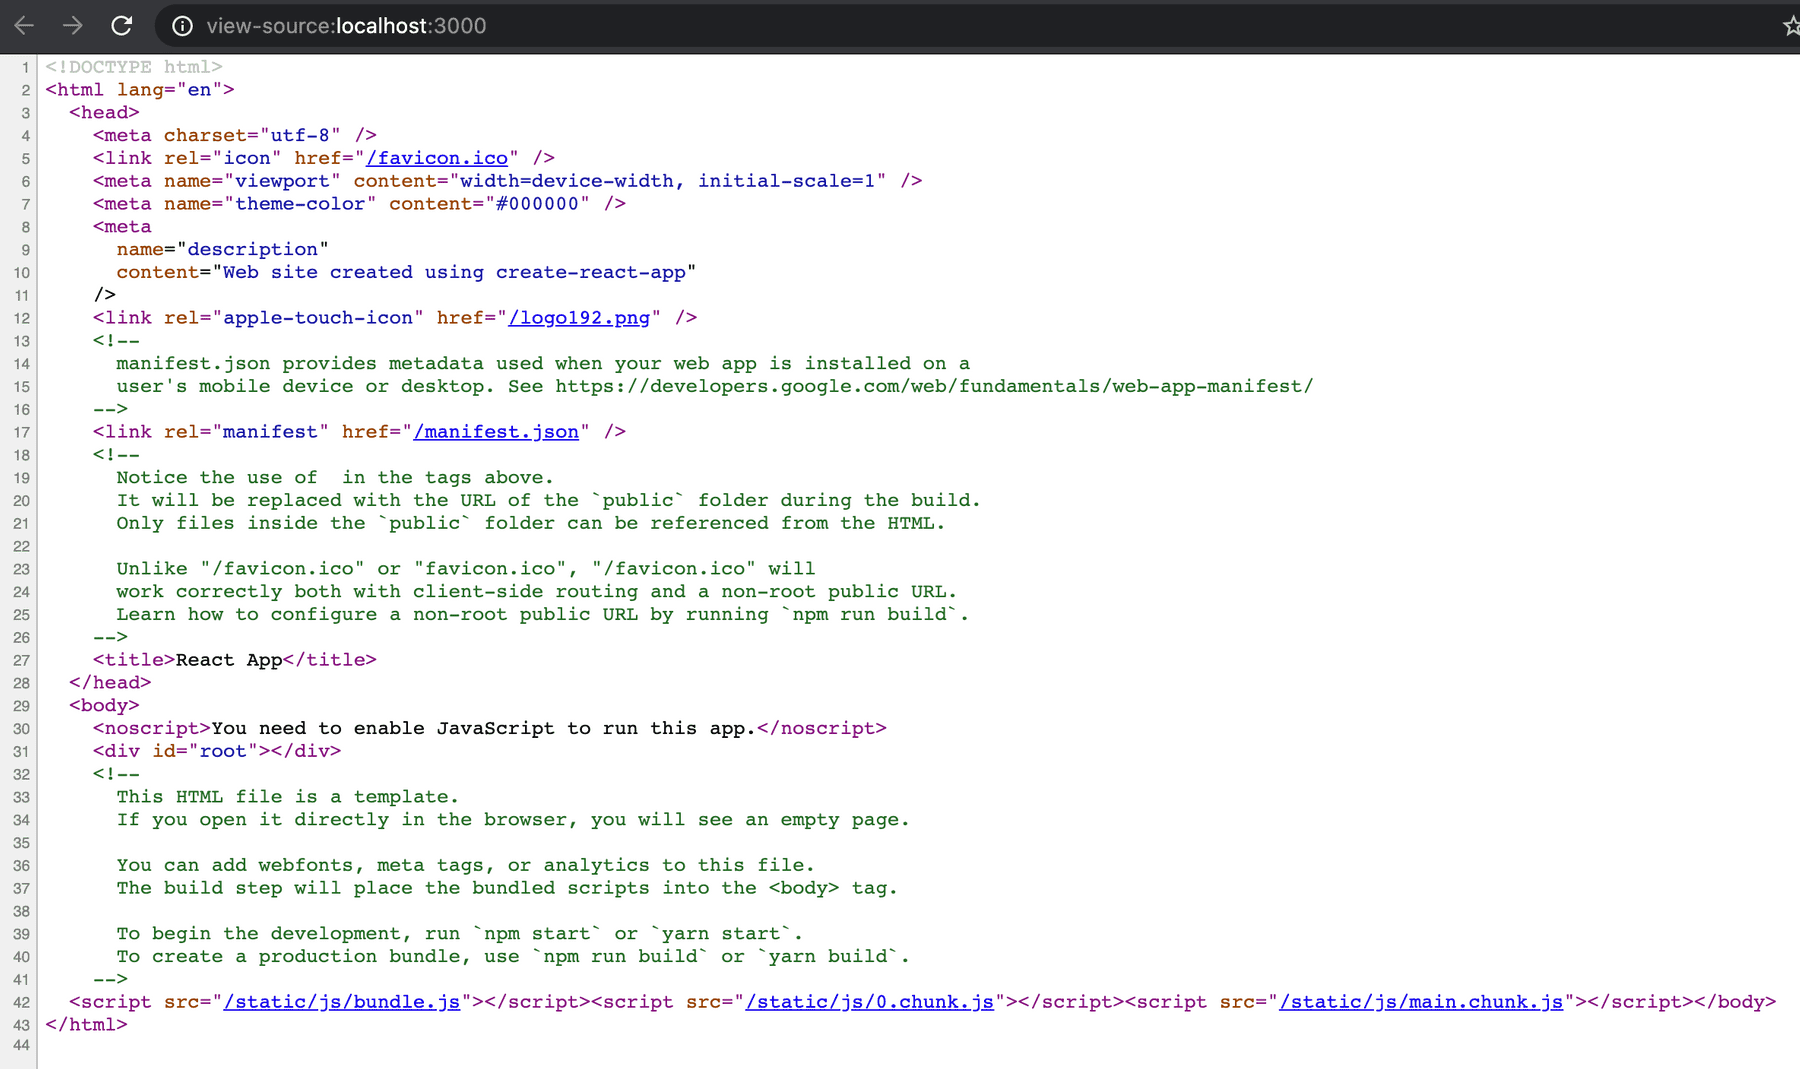 view-source:localhost:3000
1 <!DOCTYPE html>
2 <html lang="en">
3   <head>
4     <meta charset="utf-8" />
5     <link rel="icon" href="/favicon.ico" />
6     <meta name="viewport" content="width=device-width, initial-scale=1" />
7     <meta name="theme-color" content="#000000" />
8     <meta
9       name="description"
10       content="Web site created using create-react-app"
11     />
12     <link rel="apple-touch-icon" href="/logo192.png" />
13     <!--
14       manifest.json provides metadata used when your web app is installed on a
15       user's mobile device or desktop. See https://developers.google.com/web/fundamentals/web-app-manifest/
16     -->
17     <link rel="manifest" href="/manifest.json" />
18     <!--
19       Notice the use of  in the tags above.
20       It will be replaced with the URL of the `public` folder during the build.
21       Only files inside the `public` folder can be referenced from the HTML.
22
23       Unlike "/favicon.ico" or "favicon.ico", "/favicon.ico" will
24       work correctly both with client-side routing and a non-root public URL.
25       Learn how to configure a non-root public URL by running `npm run build`.
26     -->
27     <title>React App</title>
28   </head>
29   <body>
30     <noscript>You need to enable JavaScript to run this app.</noscript>
31     <div id="root"></div>
32     <!--
33       This HTML file is a template.
34       If you open it directly in the browser, you will see an empty page.
35
36       You can add webfonts, meta tags, or analytics to this file.
37       The build step will place the bundled scripts into the <body> tag.
38
39       To begin the development, run `npm start` or `yarn start`.
40       To create a production bundle, use `npm run build` or `yarn build`.
41     -->
42   <script src="/static/js/bundle.js"></script><script src="/static/js/0.chunk.js"></script><script src="/static/js/main.chunk.js"></script></body>
43 </html>
44